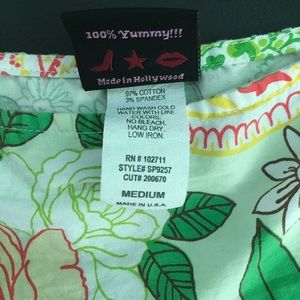 100% Yummy!!!
Made in Hollywood
97% COTTON
3% SPANDEX
HAND WASH COLD
WATER WITH LIKE
COLORS.
NO BLEACH.
HANG DRY.
LOW IRON.
RN # 102711
STYLE# SP9257
CUT# 200670
MEDIUM
MADE IN U.S.A.